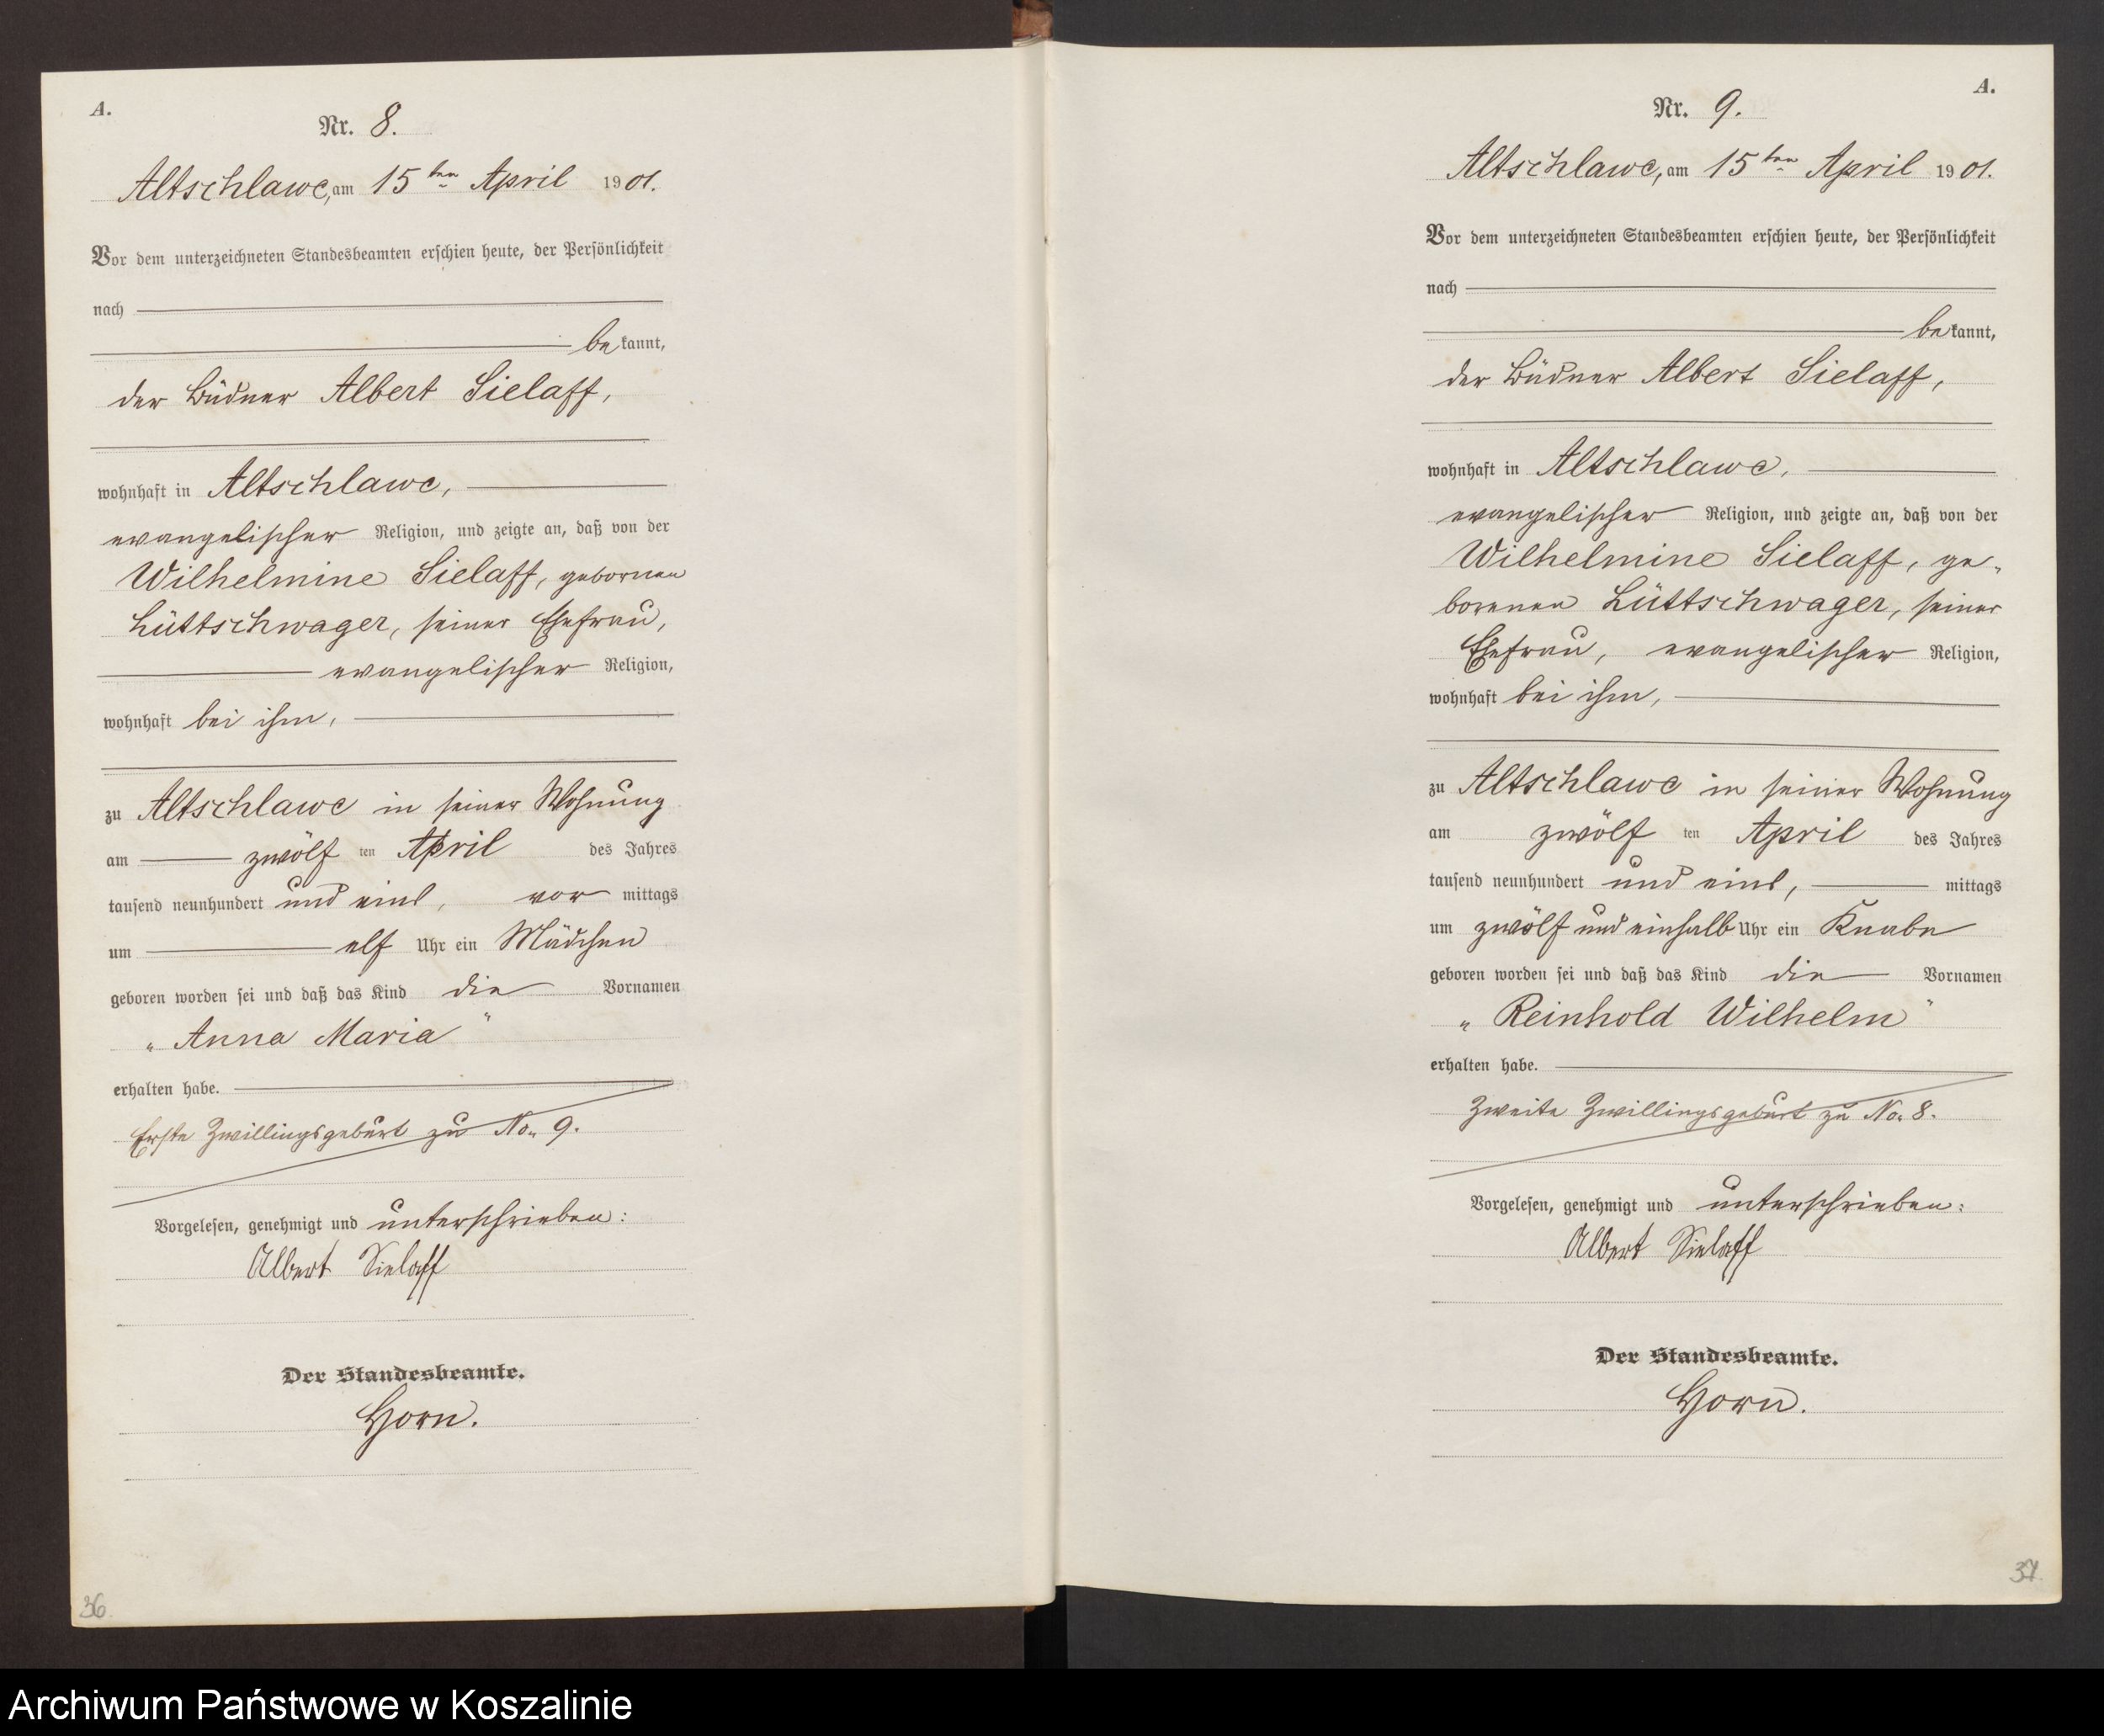 A.
Nr. 8.
Altschlawe, am 15ten April 1901.
Vor dem unterzeichneten Standesbeamten erschien heute, der Persönlichkeit
nach
bekannt,
der Büdner Albert Sielaff,
wohnhaft in Altschlawe,
evangelischer Religion, und zeigte an, daß von der
Wilhelmine Sielaff, gebornen
Lüttschwager, seiner Ehefrau,
evangelischer Religion,
wohnhaft bei ihm,
zu Altschlawe in seiner Wohnung
am zwölf ten April des Jahres
tausend neunhundert und eins, vor mittags
um elf Uhr ein Mädchen
geboren worden sei und daß das Kind die Vornamen
„Anna Maria"
erhalten habe.
Erste Zwillingsgeburt zu No. 9.
Vorgelesen, genehmigt und unterschrieben:
Albert Sielaff
Der Standesbeamte.
Horn.
36
A.
Nr. 9.
Altschlawe, am 15ten April 1901.
Vor dem unterzeichneten Standesbeamten erschien heute, der Persönlichkeit
nach
bekannt,
der Büdner Albert Sielaff,
wohnhaft in Altschlawe,
evangelischer Religion, und zeigte an, daß von der
Wilhelmine Sielaff, ge-
borenen Lüttschwager, seiner
Ehefrau, evangelischer Religion,
wohnhaft bei ihm,
zu Altschlawe in seiner Wohnung
am zwölf ten April des Jahres
tausend neunhundert und eins, mittags
um zwölf und einhalb Uhr ein Knabe
geboren worden sei und daß das Kind die Vornamen
„Reinhold Wilhelm"
erhalten habe.
Zweite Zwillingsgeburt zu No. 8.
Vorgelesen, genehmigt und unterschrieben:
Albert Sielaff
Der Standesbeamte.
Horn.
37
Archiwum Państwowe w Koszalinie